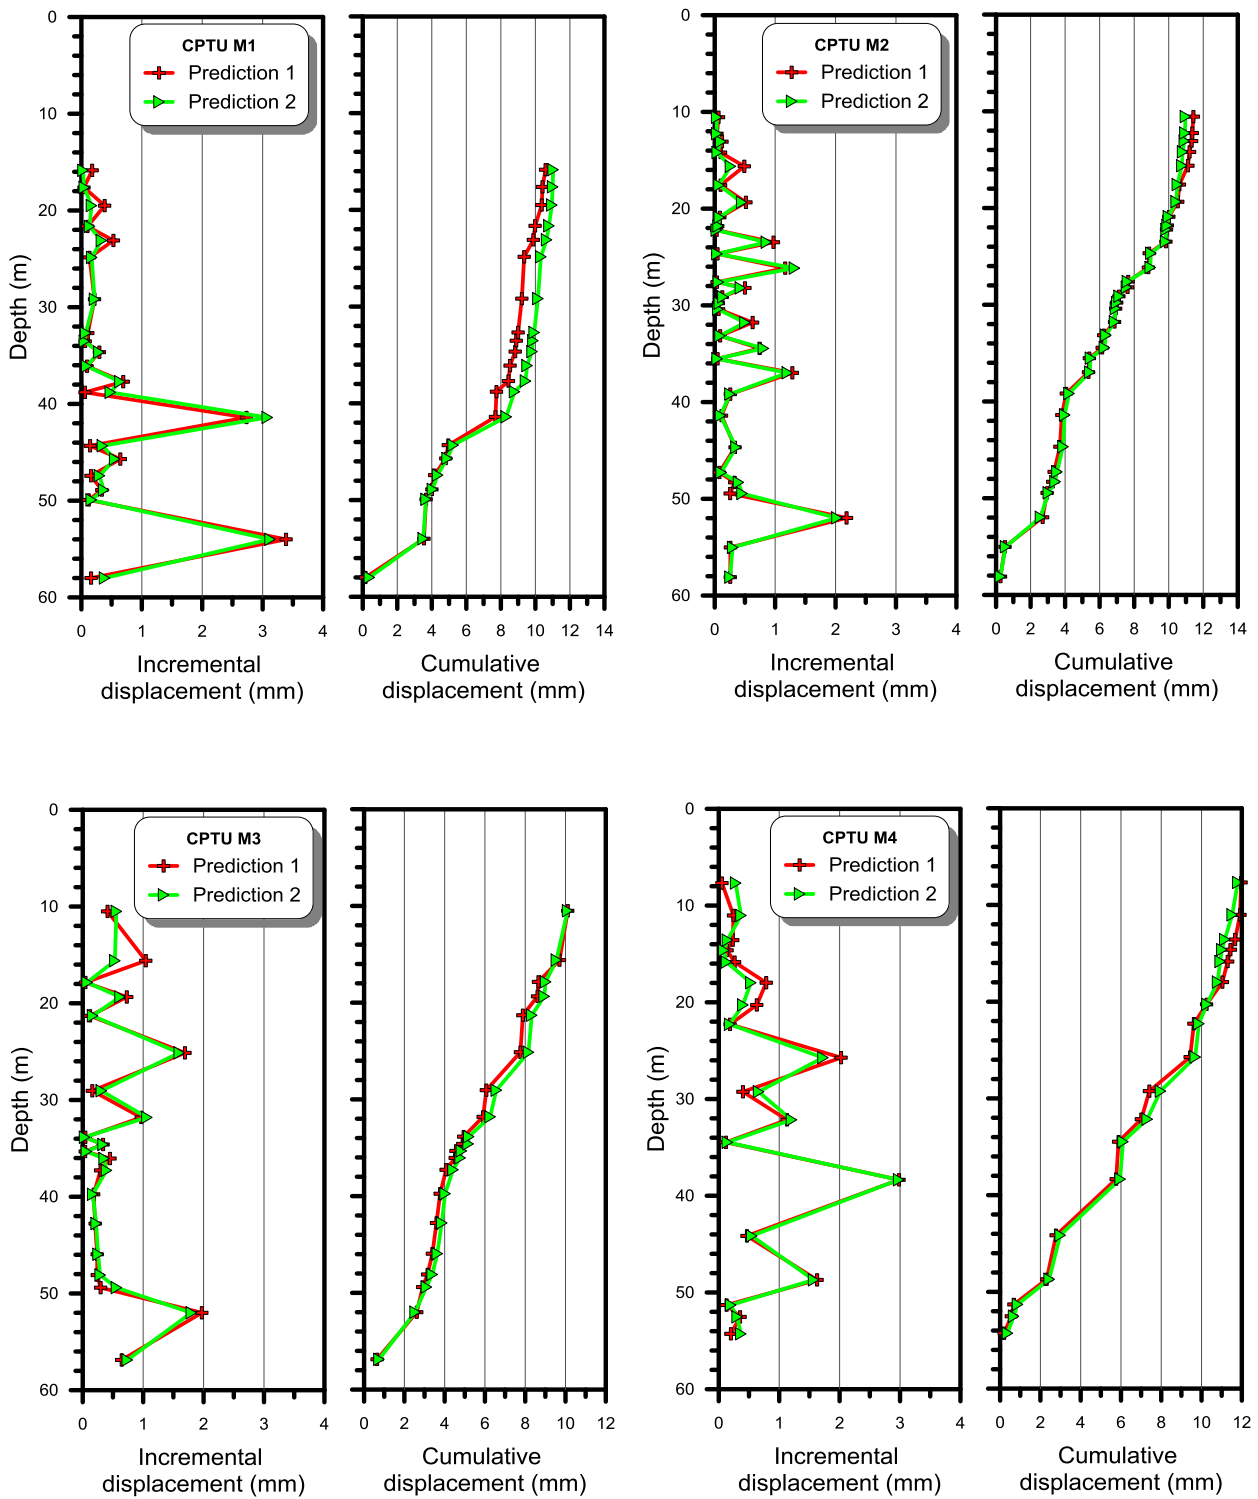 CPTU M1
Prediction 1
Prediction 2
0
10
20
30
40
50
60
Depth (m)
0 1 2 3 4
Incremental
displacement (mm)
0 2 4 6 8 10 12 14
Cumulative
displacement (mm)
CPTU M2
Prediction 1
Prediction 2
0
10
20
30
40
50
60
Depth (m)
0 1 2 3 4
Incremental
displacement (mm)
0 2 4 6 8 10 12 14
Cumulative
displacement (mm)
CPTU M3
Prediction 1
Prediction 2
0
10
20
30
40
50
60
Depth (m)
0 1 2 3 4
Incremental
displacement (mm)
0 2 4 6 8 10 12
Cumulative
displacement (mm)
CPTU M4
Prediction 1
Prediction 2
0
10
20
30
40
50
60
Depth (m)
0 1 2 3 4
Incremental
displacement (mm)
0 2 4 6 8 10 12
Cumulative
displacement (mm)